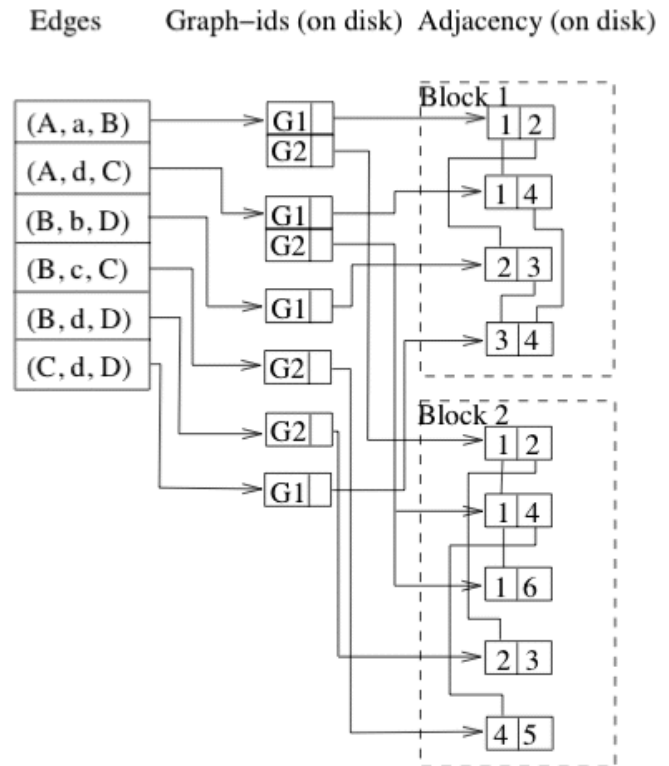 Edges Graph-ids (on disk) Adjacency (on disk)
(A, a, B)
(A, d, C)
(B, b, D)
(B, c, C)
(B, d, D)
(C, d, D)
G1
G2
G1
G2
G1
G2
G2
G1
Block 1
1 2
1 4
2 3
3 4
Block 2
1 2
1 4
1 6
2 3
4 5